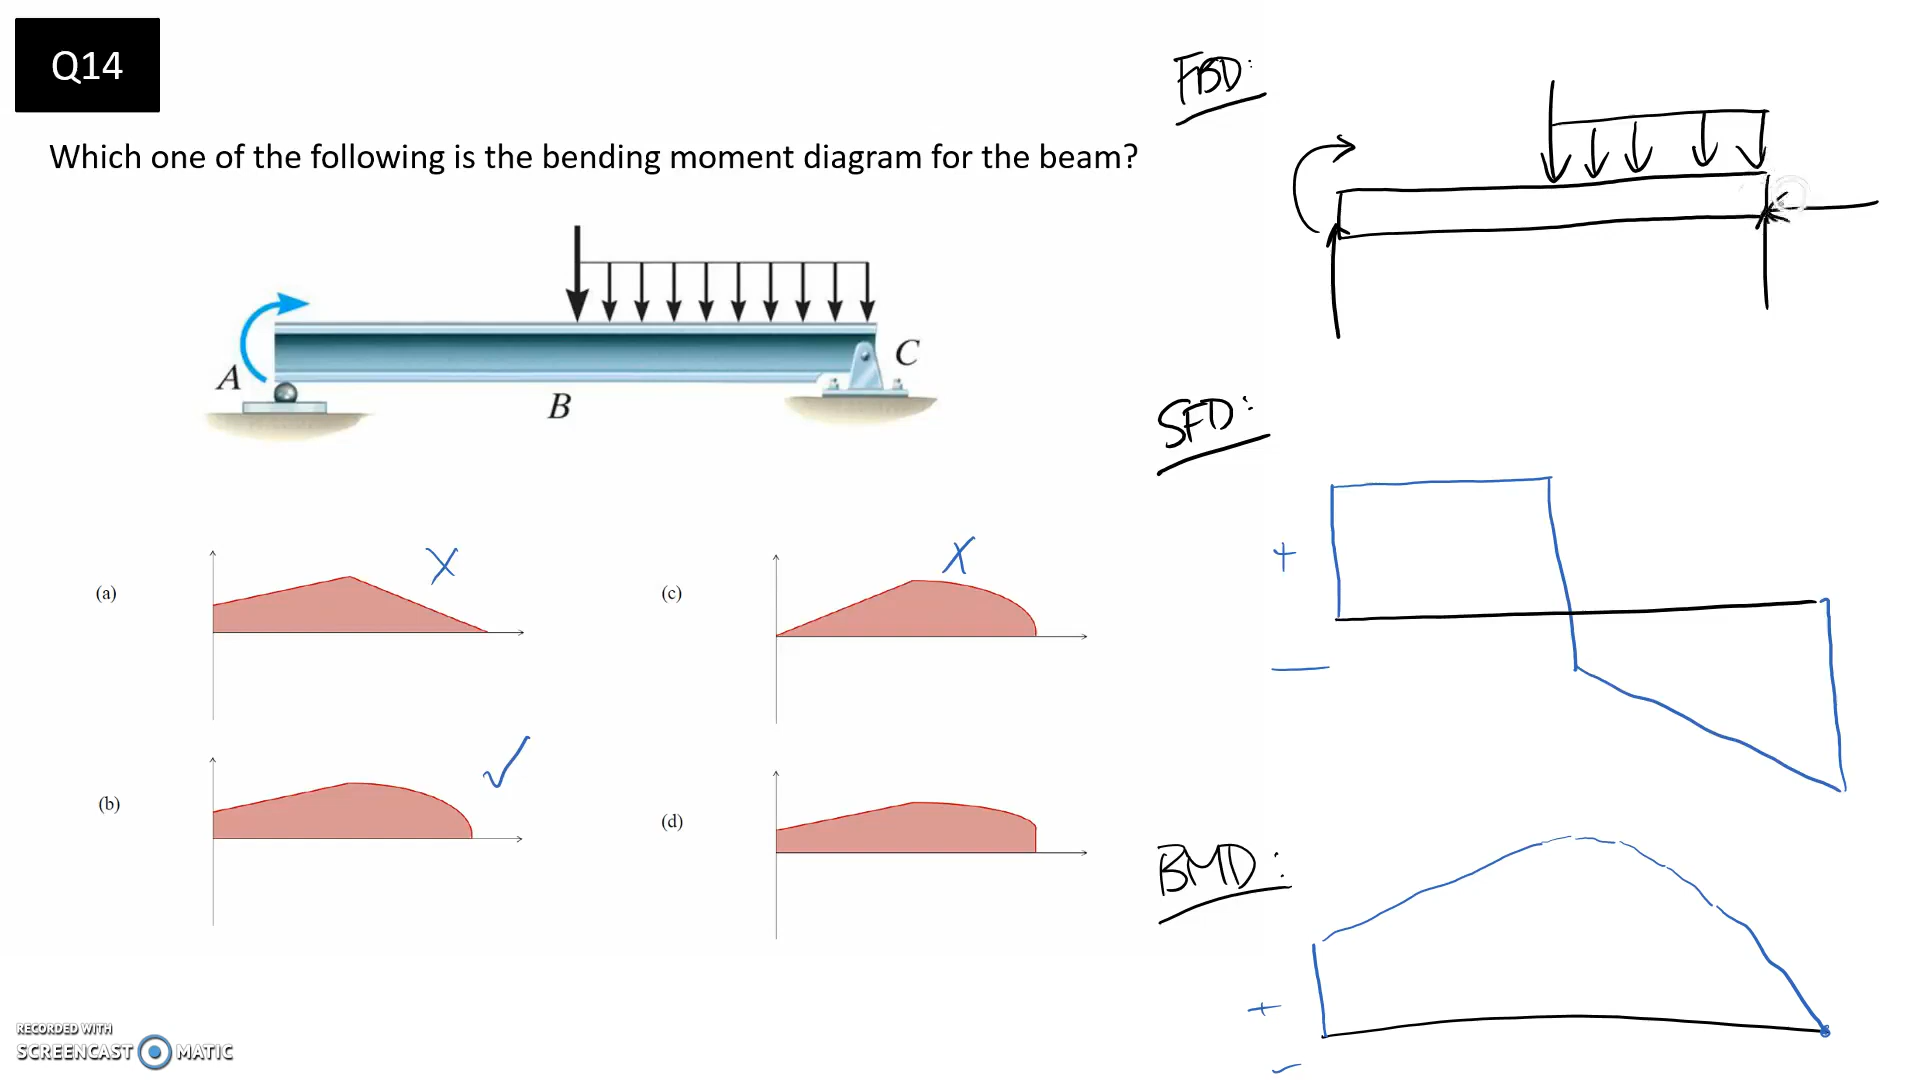 Q14
Which one of the following is the bending moment diagram for the beam?
A
B
C
(a)
X
(c)
X
(b)
✓
(d)
FBD:
SFD:
+
−
BMD:
+
−
RECORDED WITH
SCREENCAST MATIC